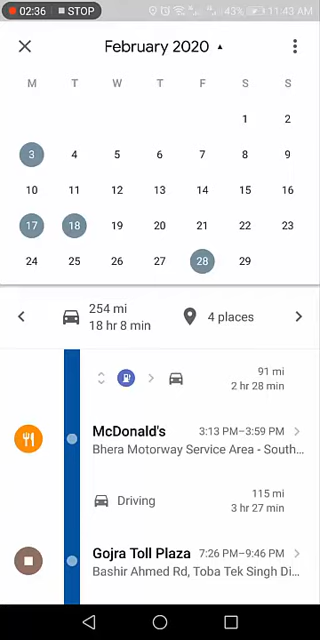 02:36 STOP 43% 11:43 AM
February 2020
M T W T F S S
1 2
3 4 5 6 7 8 9
10 11 12 13 14 15 16
17 18 19 20 21 22 23
24 25 26 27 28 29
254 mi
18 hr 8 min
4 places
91 mi
2 hr 28 min
McDonald's 3:13 PM–3:59 PM
Bhera Motorway Service Area - South...
115 mi
Driving
3 hr 27 min
Gojra Toll Plaza 7:26 PM–9:46 PM
Bashir Ahmed Rd, Toba Tek Singh Di...